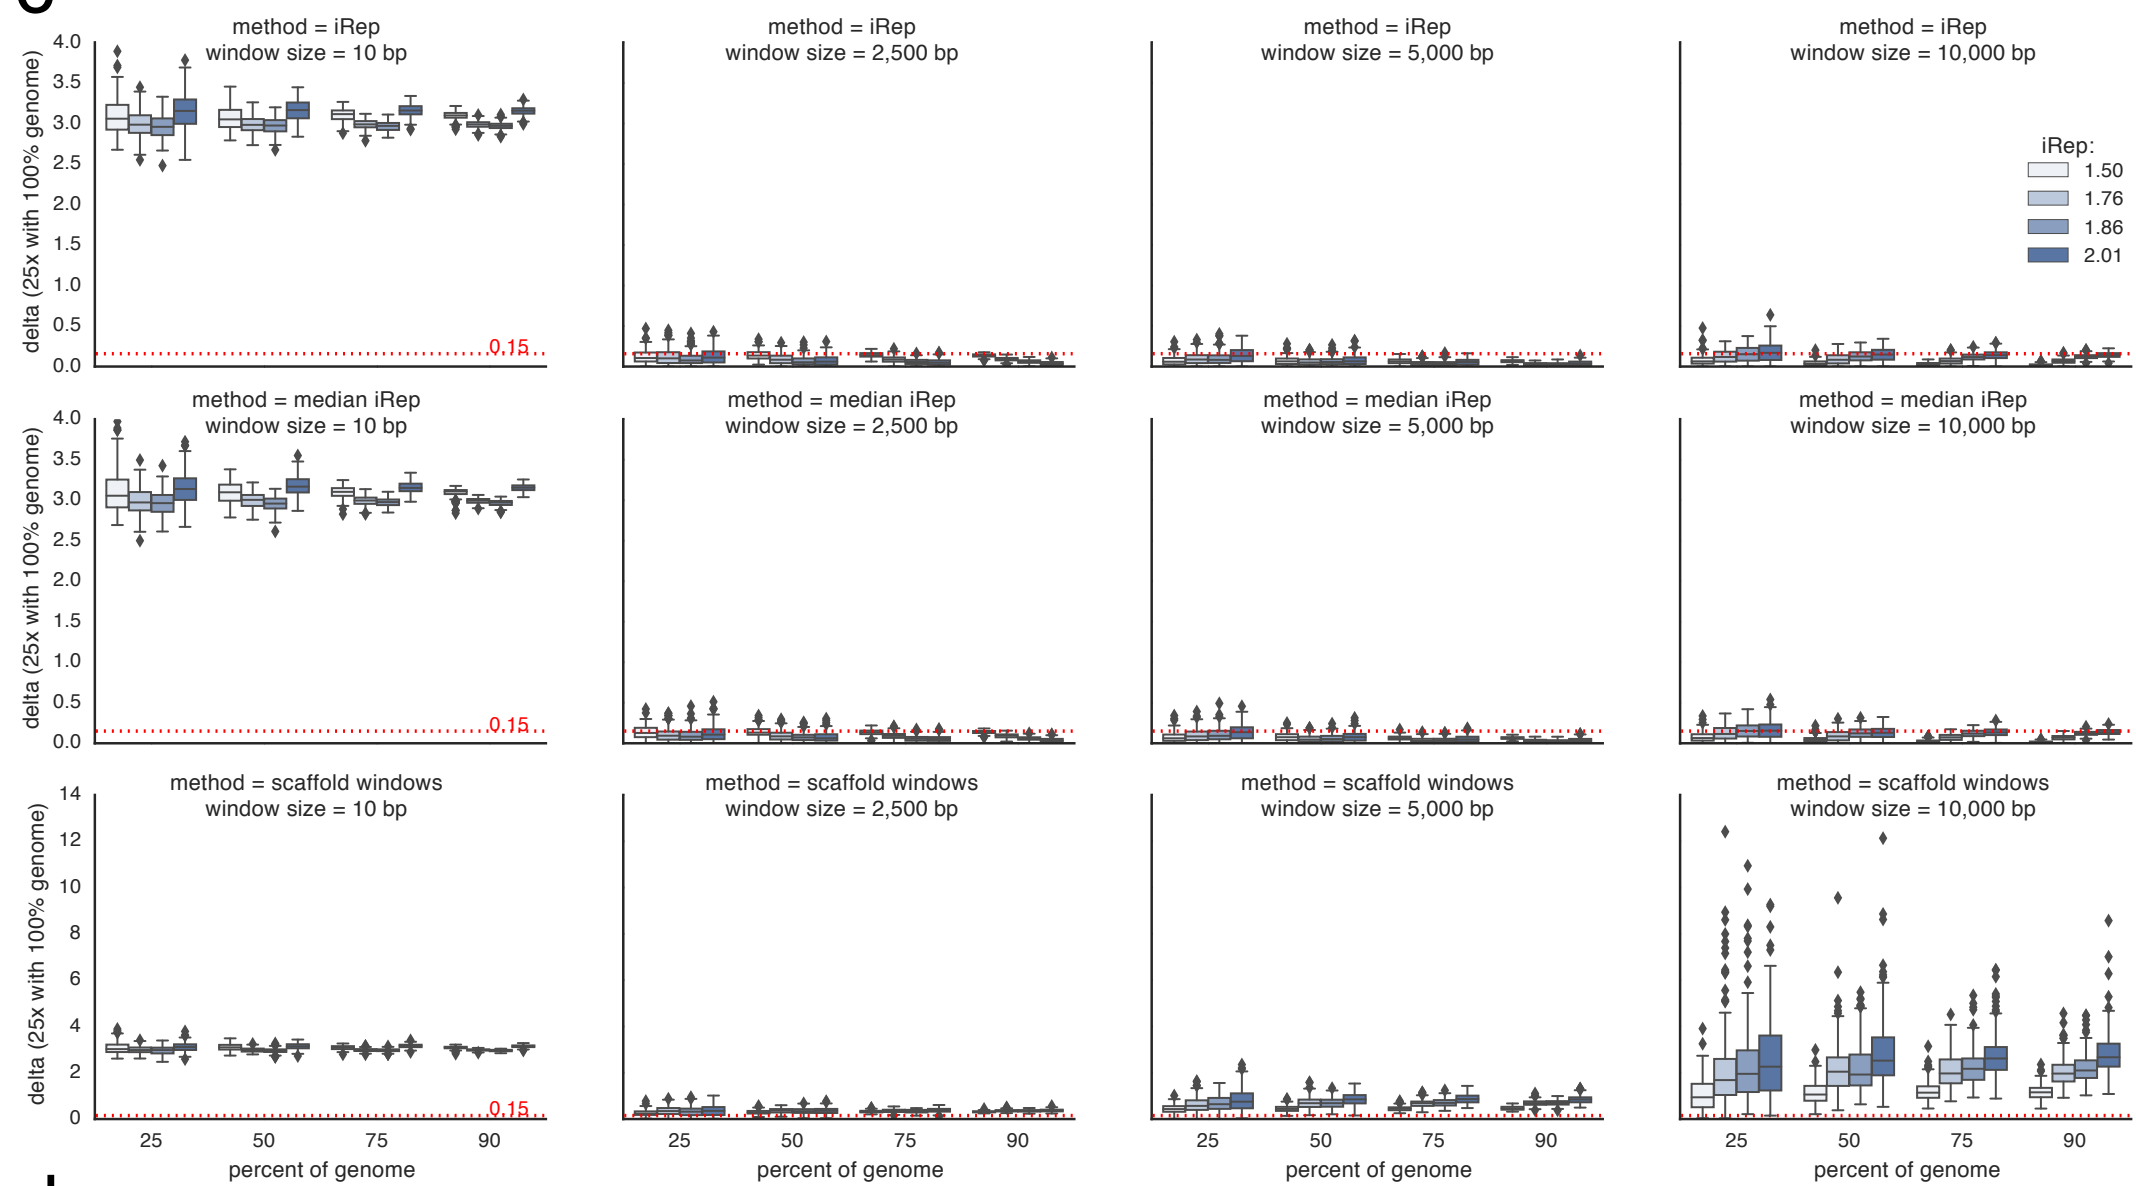 method = iRep
window size = 10 bp
method = iRep
window size = 2,500 bp
method = iRep
window size = 5,000 bp
method = iRep
window size = 10,000 bp
delta (25x with 100% genome)
4.0
3.5
3.0
2.5
2.0
1.5
1.0
0.5
0.0
0.15
iRep:
1.50
1.76
1.86
2.01
method = median iRep
window size = 10 bp
method = median iRep
window size = 2,500 bp
method = median iRep
window size = 5,000 bp
method = median iRep
window size = 10,000 bp
delta (25x with 100% genome)
4.0
3.5
3.0
2.5
2.0
1.5
1.0
0.5
0.0
0.15
method = scaffold windows
window size = 10 bp
method = scaffold windows
window size = 2,500 bp
method = scaffold windows
window size = 5,000 bp
method = scaffold windows
window size = 10,000 bp
delta (25x with 100% genome)
14
12
10
8
6
4
2
0
0.15
25 50 75 90
percent of genome
25 50 75 90
percent of genome
25 50 75 90
percent of genome
25 50 75 90
percent of genome